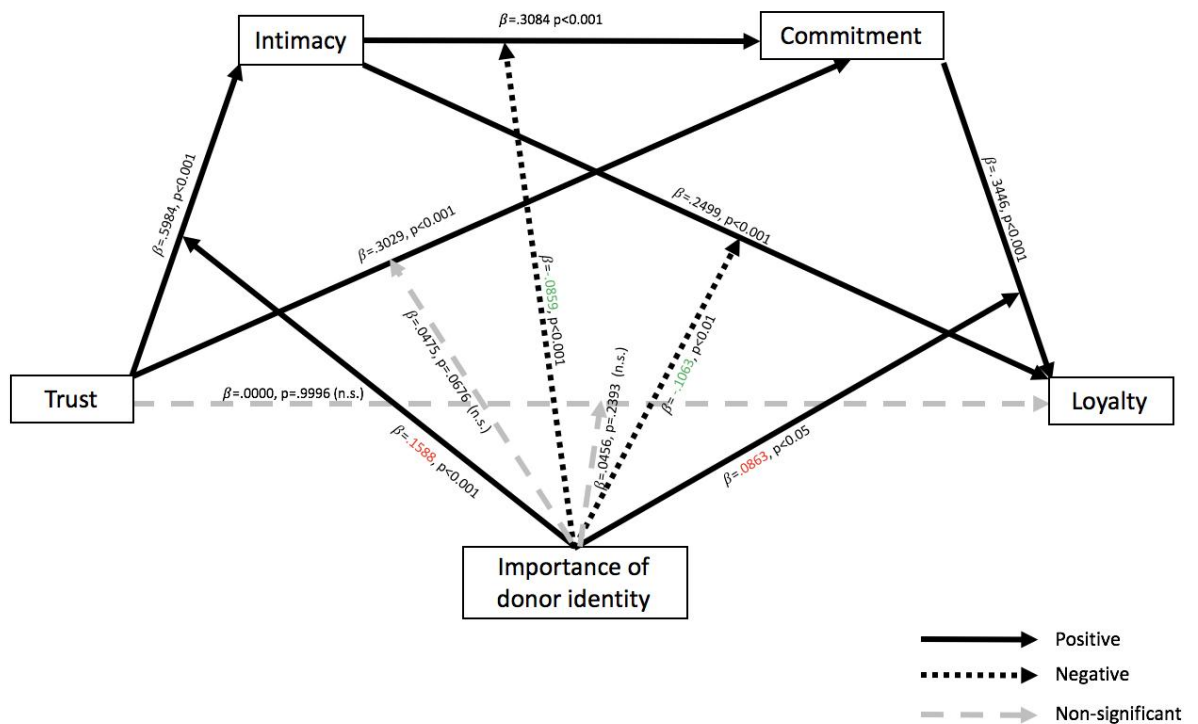 β=.3084 p<0.001
Intimacy
Commitment
β=.5984, p<0.001
β=.3029, p<0.001
β=.2499, p<0.001
β=.3446, p<0.001
β=-.0859, p<0.001
β=.0475, p=.0676 (n.s.)
β=.0456, p=.2393 (n.s.)
β= -.1063, p<0.01
Trust
β=.0000, p=.9996 (n.s.)
Loyalty
β=.1588, p<0.001
β=.0863, p<0.05
Importance of
donor identity
Positive
Negative
Non-significant